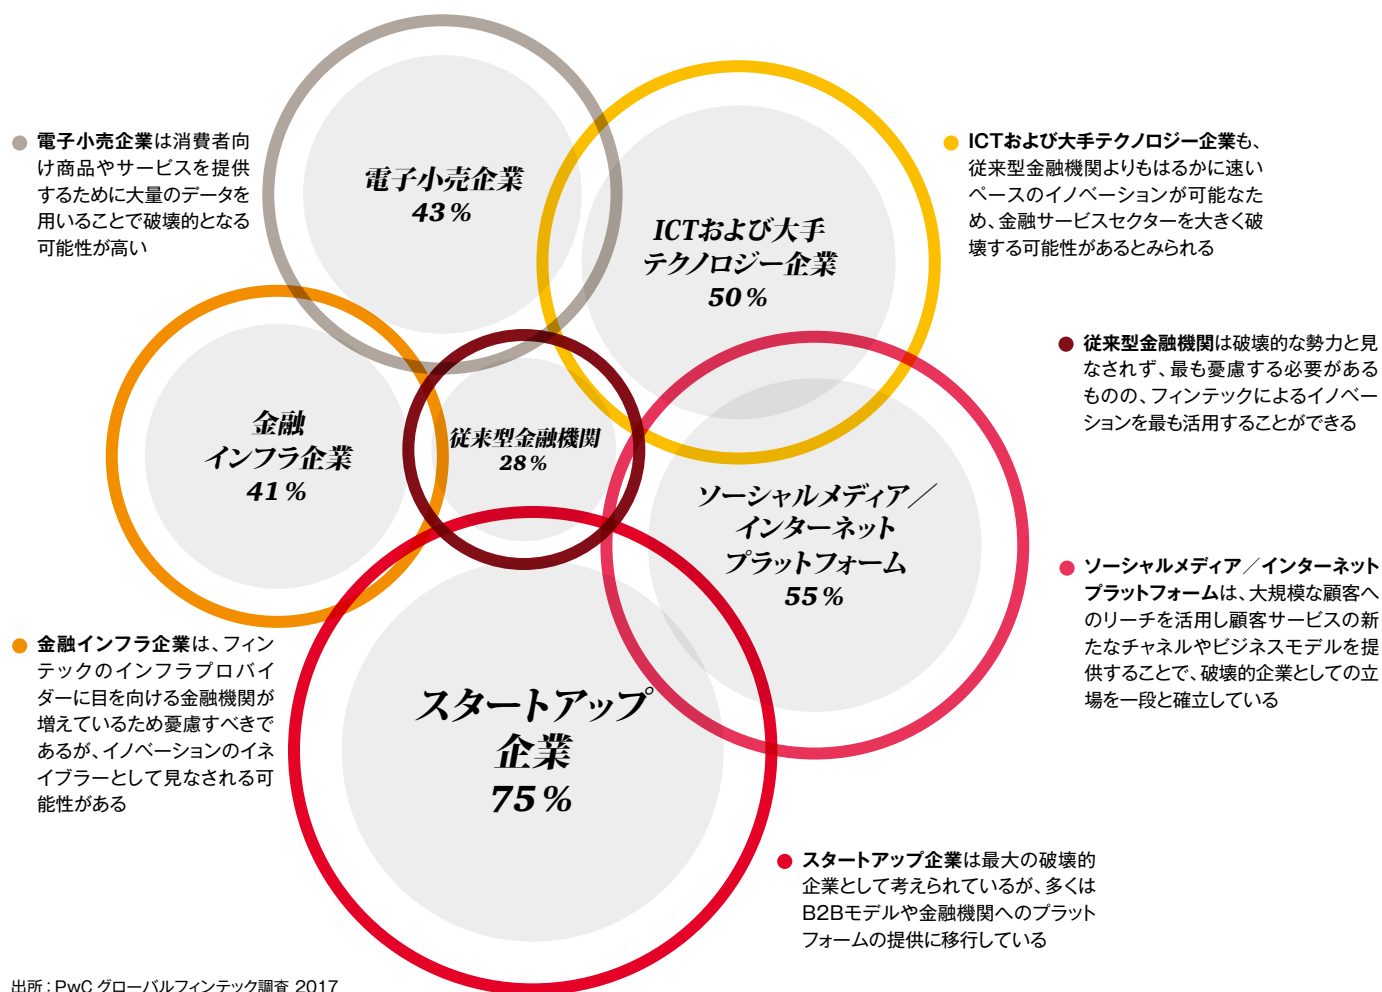 電子小売企業は消費者向
け商品やサービスを提供
するために大量のデータを
用いることで破壊的となる
可能性が高い
電子小売企業
43%
ICTおよび大手
テクノロジー企業
50%
ICTおよび大手テクノロジー企業も、
従来型金融機関よりもはるかに速い
ペースのイノベーションが可能なた
め、金融サービスセクターを大きく破
壊する可能性があるとみられる
従来型金融機関は破壊的な勢力と見
なされず、最も憂慮する必要がある
ものの、フィンテックによるイノベー
ションを最も活用することができる
金融
インフラ企業
41%
従来型金融機関
28%
ソーシャルメディア／
インターネット
プラットフォーム
55%
ソーシャルメディア／インターネット
プラットフォームは、大規模な顧客へ
のリーチを活用し顧客サービスの新
たなチャネルやビジネスモデルを提
供することで、破壊的企業としての立
場を一段と確立している
金融インフラ企業は、フィン
テックのインフラプロバイ
ダーに目を向ける金融機関が
増えているため憂慮すべきで
あるが、イノベーションのイネ
イブラーとして見なされる可
能性がある
スタートアップ
企業
75%
スタートアップ企業は最大の破壊的
企業として考えられているが、多くは
B2Bモデルや金融機関へのプラット
フォームの提供に移行している
出所：PwC グローバルフィンテック調査 2017